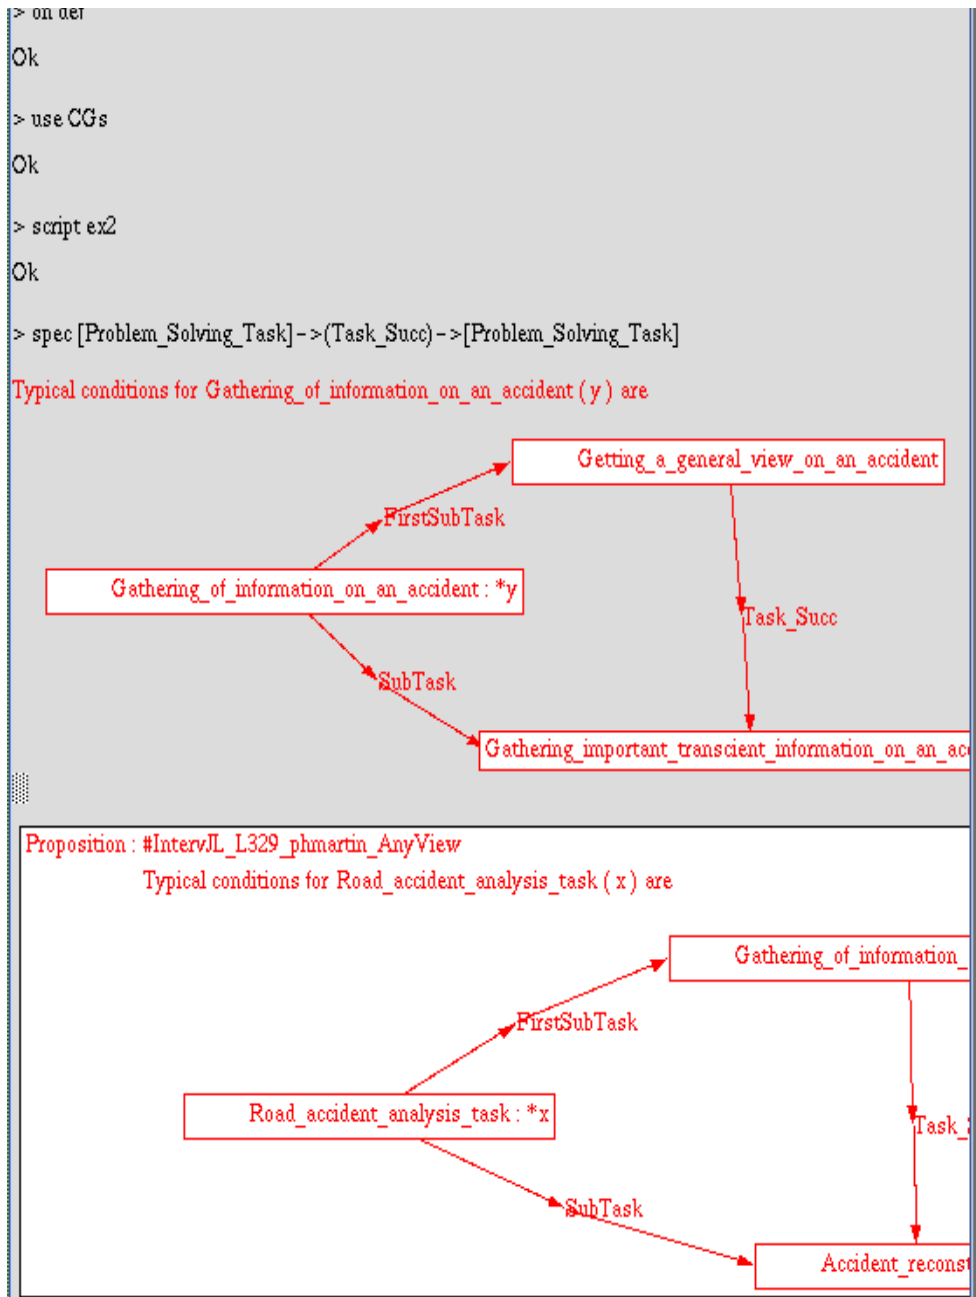 > on def
Ok
> use CGs
Ok
> script ex2
Ok
> spec [Problem_Solving_Task]->(Task_Succ)->[Problem_Solving_Task]
Typical conditions for Gathering_of_information_on_an_accident ( y ) are
Getting_a_general_view_on_an_accident
FirstSubTask
Gathering_of_information_on_an_accident : *y
Task_Succ
SubTask
Gathering_important_transcient_information_on_an_acc
Proposition : #IntervJL_L329_phmartin_AnyView
Typical conditions for Road_accident_analysis_task ( x ) are
Gathering_of_information_
FirstSubTask
Road_accident_analysis_task : *x
Task_
SubTask
Accident_reconst